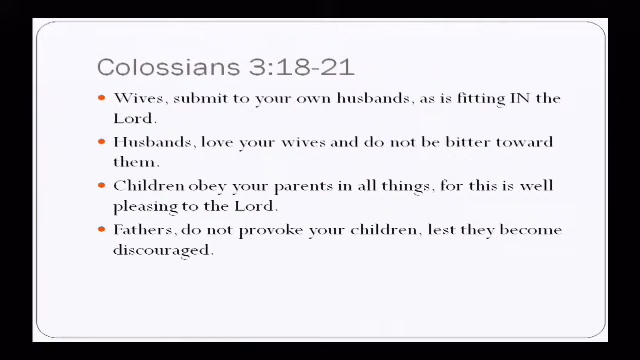 Colossians 3:18-21
• Wives, submit to your own husbands, as is fitting IN the
Lord.
• Husbands, love your wives and do not be bitter toward
them.
• Children obey your parents in all things, for this is well
pleasing to the Lord.
• Fathers, do not provoke your children, lest they become
discouraged.